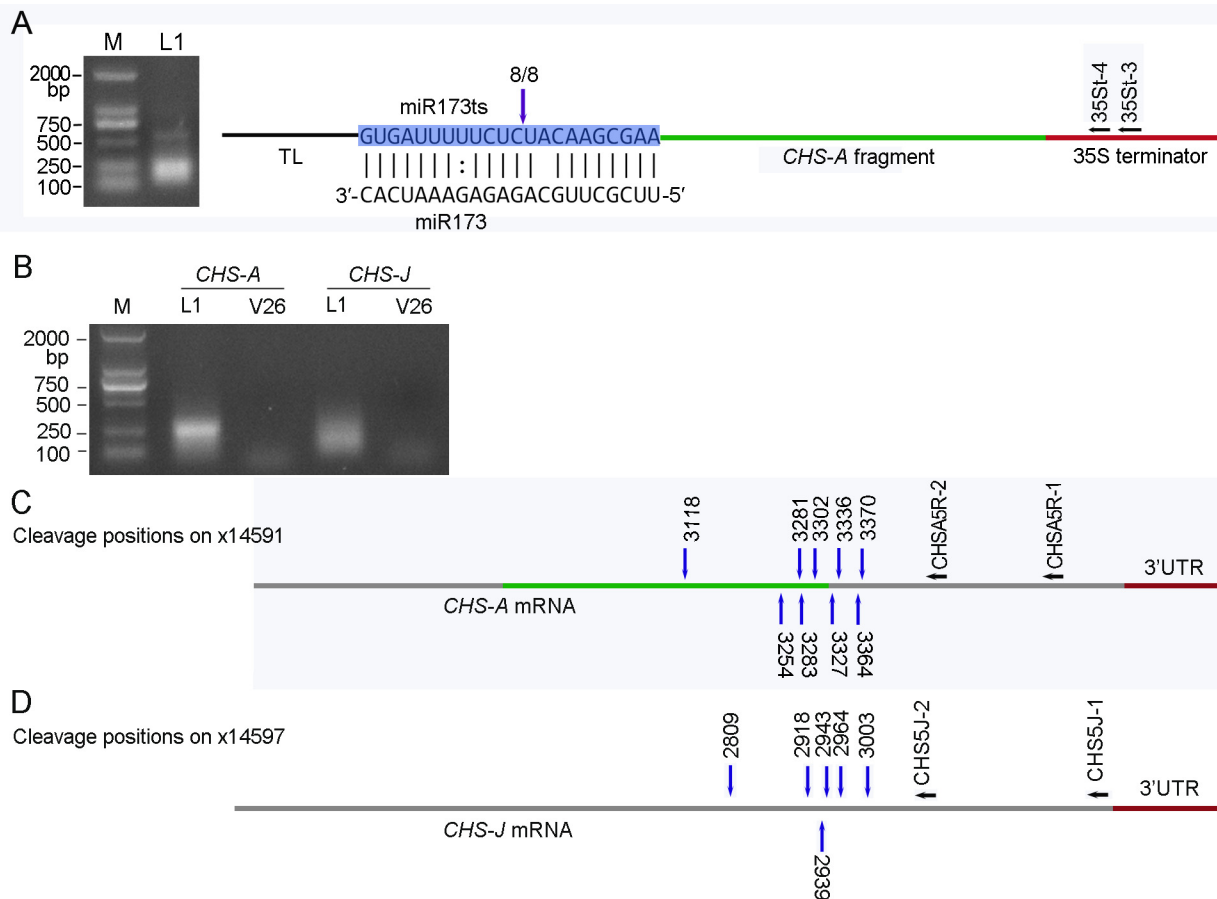 A
M L1
2000
bp
750
500
250
100
8/8
miR173ts
GUGAUUUUUCUCUACAAGCGAA
TL
CHS-A fragment
35S terminator
35St-4
35St-3
3'-CACUAAAGAGAGACGUUCGCUU-5'
miR173
B
CHS-A CHS-J
M L1 V26 L1 V26
2000
bp
750
500
250
100
C
Cleavage positions on x14591
3118
3281
3302
3336
3370
CHSA5R-2
CHSA5R-1
3'UTR
CHS-A mRNA
3254
3283
3327
3364
D
Cleavage positions on x14597
2809
2918
2943
2964
3003
CHS5J-2
CHS5J-1
3'UTR
CHS-J mRNA
2939